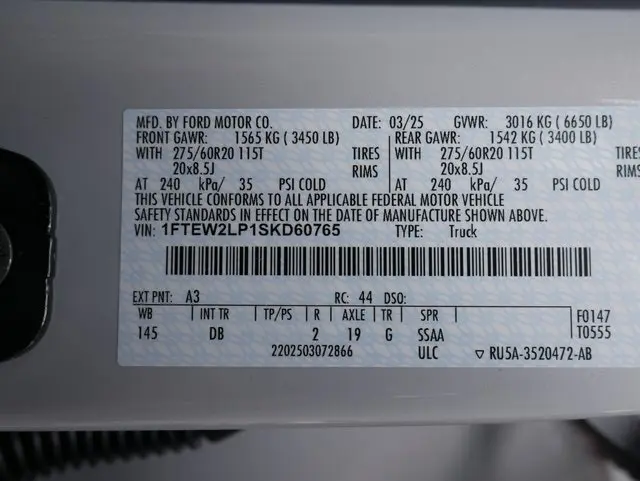 MFD. BY FORD MOTOR CO. DATE: 03/25 GVWR: 3016 KG ( 6650 LB)
FRONT GAWR: 1565 KG ( 3450 LB) REAR GAWR: 1542 KG ( 3400 LB)
WITH 275/60R20 115T TIRES WITH 275/60R20 115T TIRES
20x8.5J RIMS 20x8.5J RIMS
AT 240 kPa/ 35 PSI COLD AT 240 kPa/ 35 PSI COLD
THIS VEHICLE CONFORMS TO ALL APPLICABLE FEDERAL MOTOR VEHICLE
SAFETY STANDARDS IN EFFECT ON THE DATE OF MANUFACTURE SHOWN ABOVE.
VIN: 1FTEW2LP1SKD60765 TYPE: Truck
EXT PNT: A3 RC: 44 DSO:
WB INT TR TP/PS R AXLE TR SPR F0147
145 DB 2 19 G SSAA T0555
2202503072866 ULC ▽ RU5A-3520472-AB